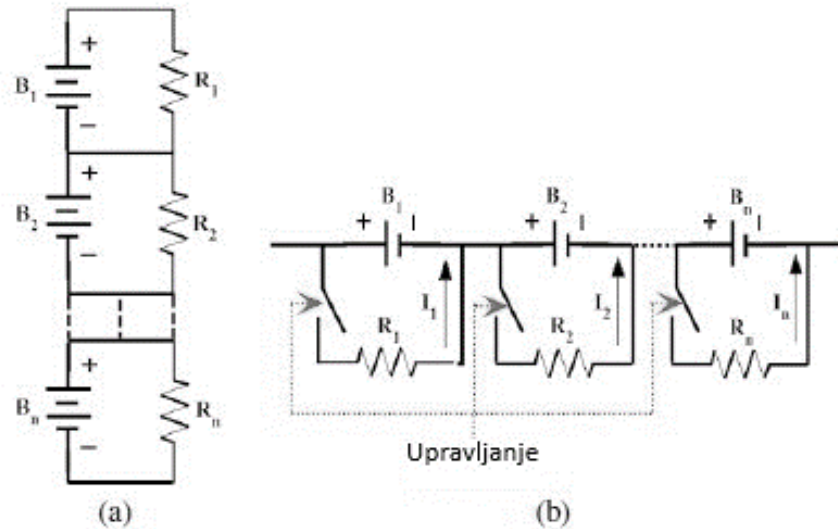 +
B1
R1
−
+
B2
R2
−
+
Bn
Rn
−
(a)
B1
+ −
I1
R1
B2
+ −
I2
R2
Bn
+ −
In
Rn
Upravljanje
(b)